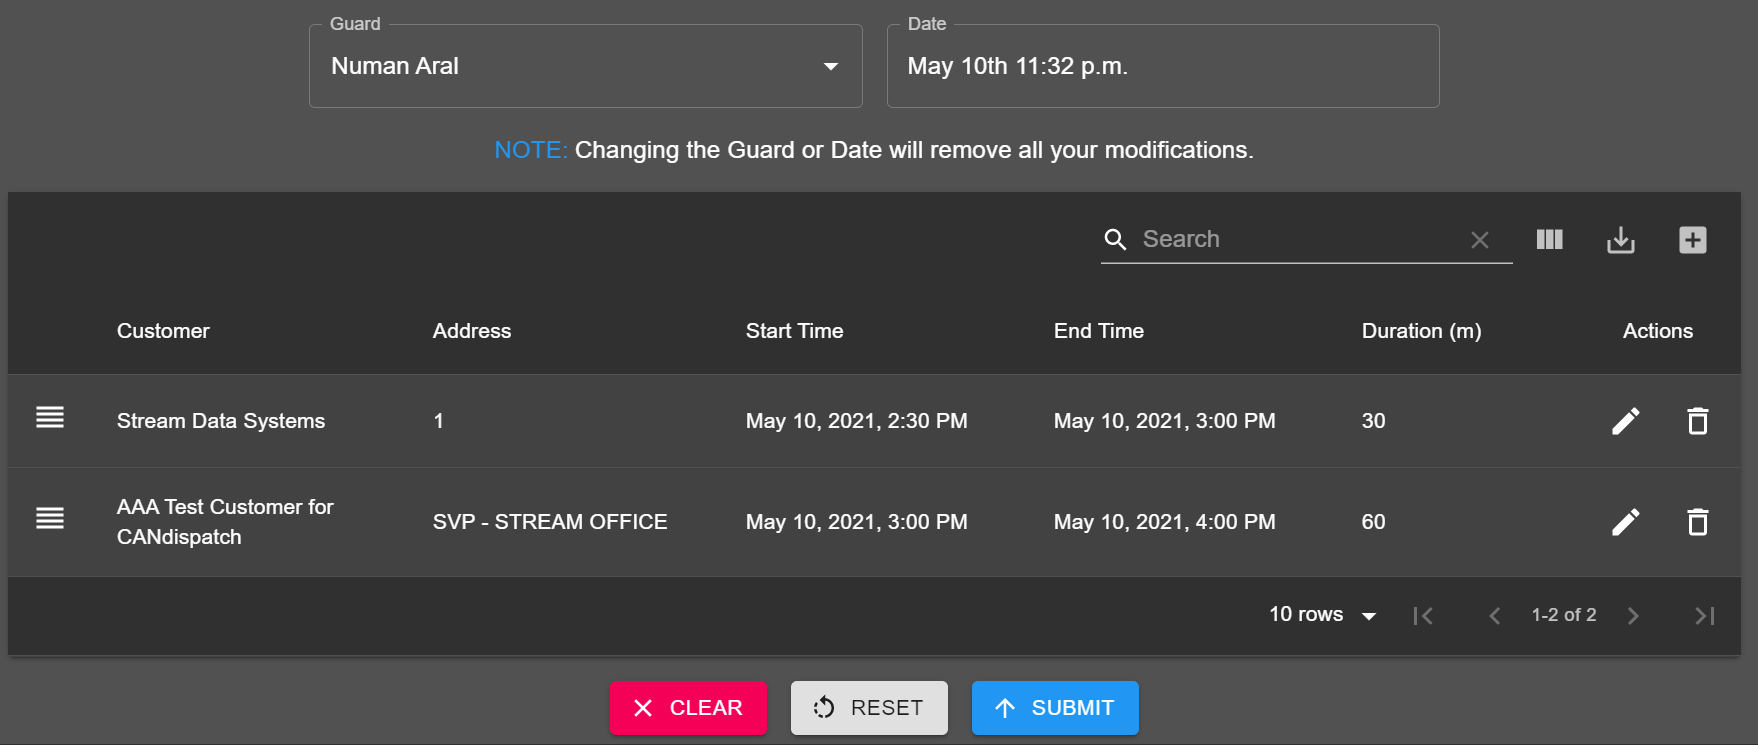 Guard
Numan Aral
Date
May 10th 11:32 p.m.
NOTE: Changing the Guard or Date will remove all your modifications.
Search
Customer Address Start Time End Time Duration (m) Actions
Stream Data Systems 1 May 10, 2021, 2:30 PM May 10, 2021, 3:00 PM 30
AAA Test Customer for
CANdispatch
SVP - STREAM OFFICE May 10, 2021, 3:00 PM May 10, 2021, 4:00 PM 60
10 rows 1-2 of 2
CLEAR RESET SUBMIT